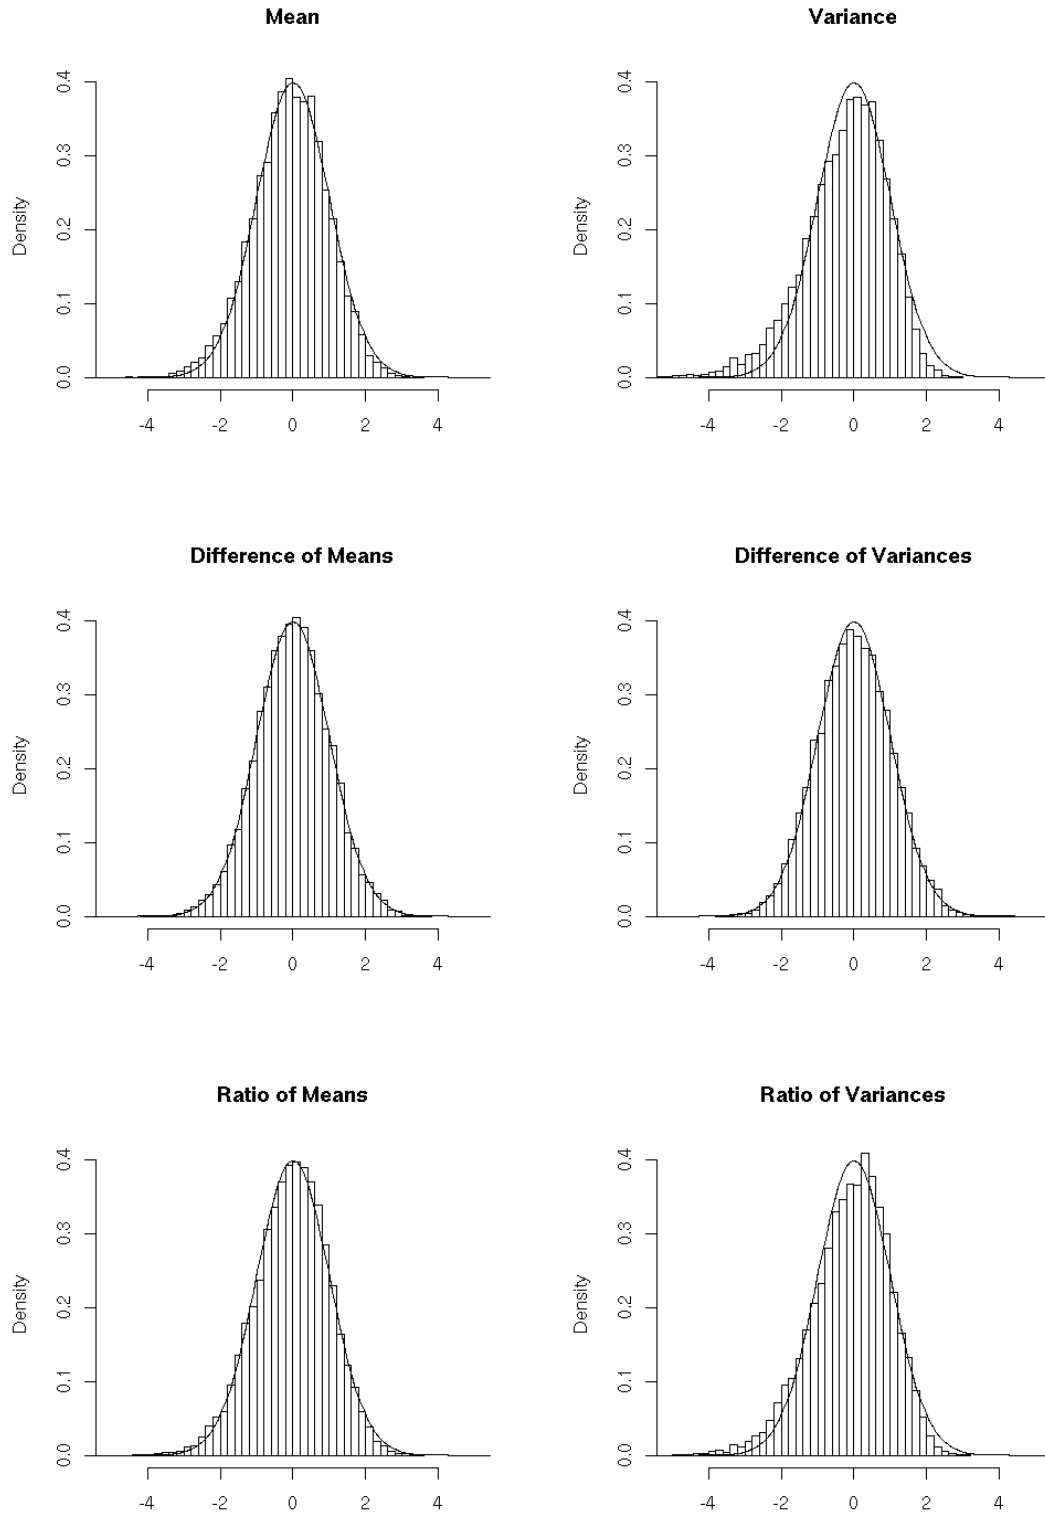 Mean
Variance
Density
0.0 0.1 0.2 0.3 0.4
-4 -2 0 2 4
Density
0.0 0.1 0.2 0.3 0.4
-4 -2 0 2 4
Difference of Means
Difference of Variances
Density
0.0 0.1 0.2 0.3 0.4
-4 -2 0 2 4
Density
0.0 0.1 0.2 0.3 0.4
-4 -2 0 2 4
Ratio of Means
Ratio of Variances
Density
0.0 0.1 0.2 0.3 0.4
-4 -2 0 2 4
Density
0.0 0.1 0.2 0.3 0.4
-4 -2 0 2 4